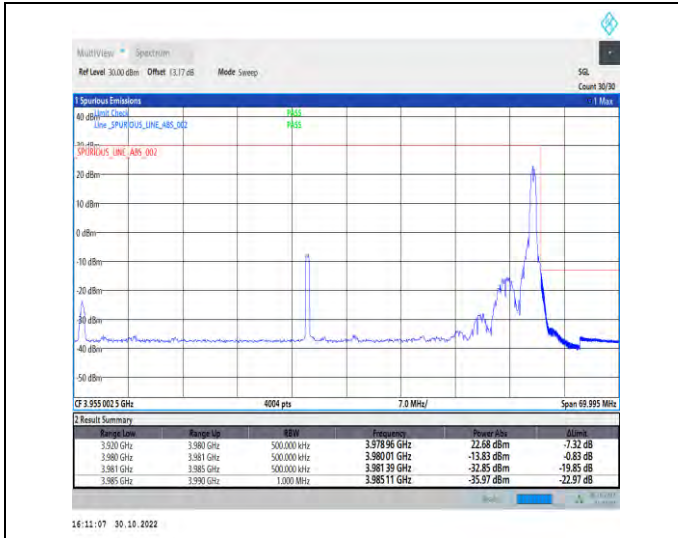 MultiView Spectrum
Ref Level 30.00 dBm Offset 13.17 dB Mode Sweep SGL
Count 30/30
1 Spurious Emissions 1 Max
40 dBm Limit Check PASS
Line _SPURIOUS_LINE_ABS_002 PASS
30 dBm
_SPURIOUS_LINE_ABS_002
20 dBm
10 dBm
0 dBm
-10 dBm
-20 dBm
-30 dBm
-40 dBm
-50 dBm
CF 3.955 002 5 GHz 4004 pts 7.0 MHz/ Span 69.995 MHz
2 Result Summary
Range Low Range Up RBW Frequency Power Abs ΔLimit
3.920 GHz 3.980 GHz 500.000 kHz 3.978 96 GHz 22.68 dBm -7.32 dB
3.980 GHz 3.981 GHz 500.000 kHz 3.980 01 GHz -13.83 dBm -0.83 dB
3.981 GHz 3.985 GHz 500.000 kHz 3.981 39 GHz -32.85 dBm -19.85 dB
3.985 GHz 3.990 GHz 1.000 MHz 3.985 11 GHz -35.97 dBm -22.97 dB
16:11:07 30.10.2022